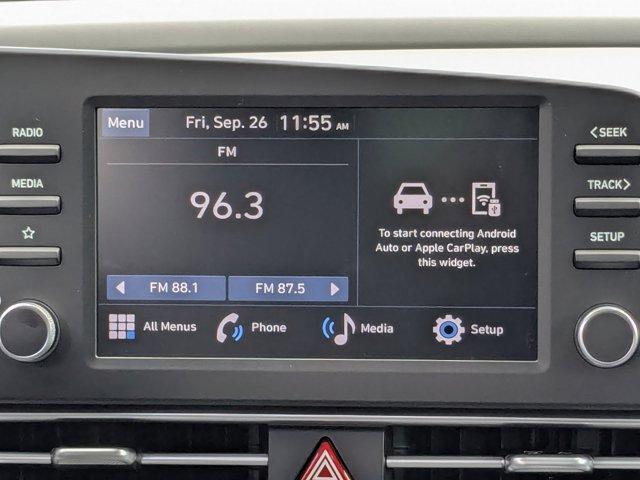 Menu Fri, Sep. 26 11:55 AM
RADIO
<SEEK
FM
MEDIA
TRACK>
96.3
To start connecting Android
Auto or Apple CarPlay, press
this widget.
SETUP
FM 88.1 FM 87.5
All Menus Phone Media Setup